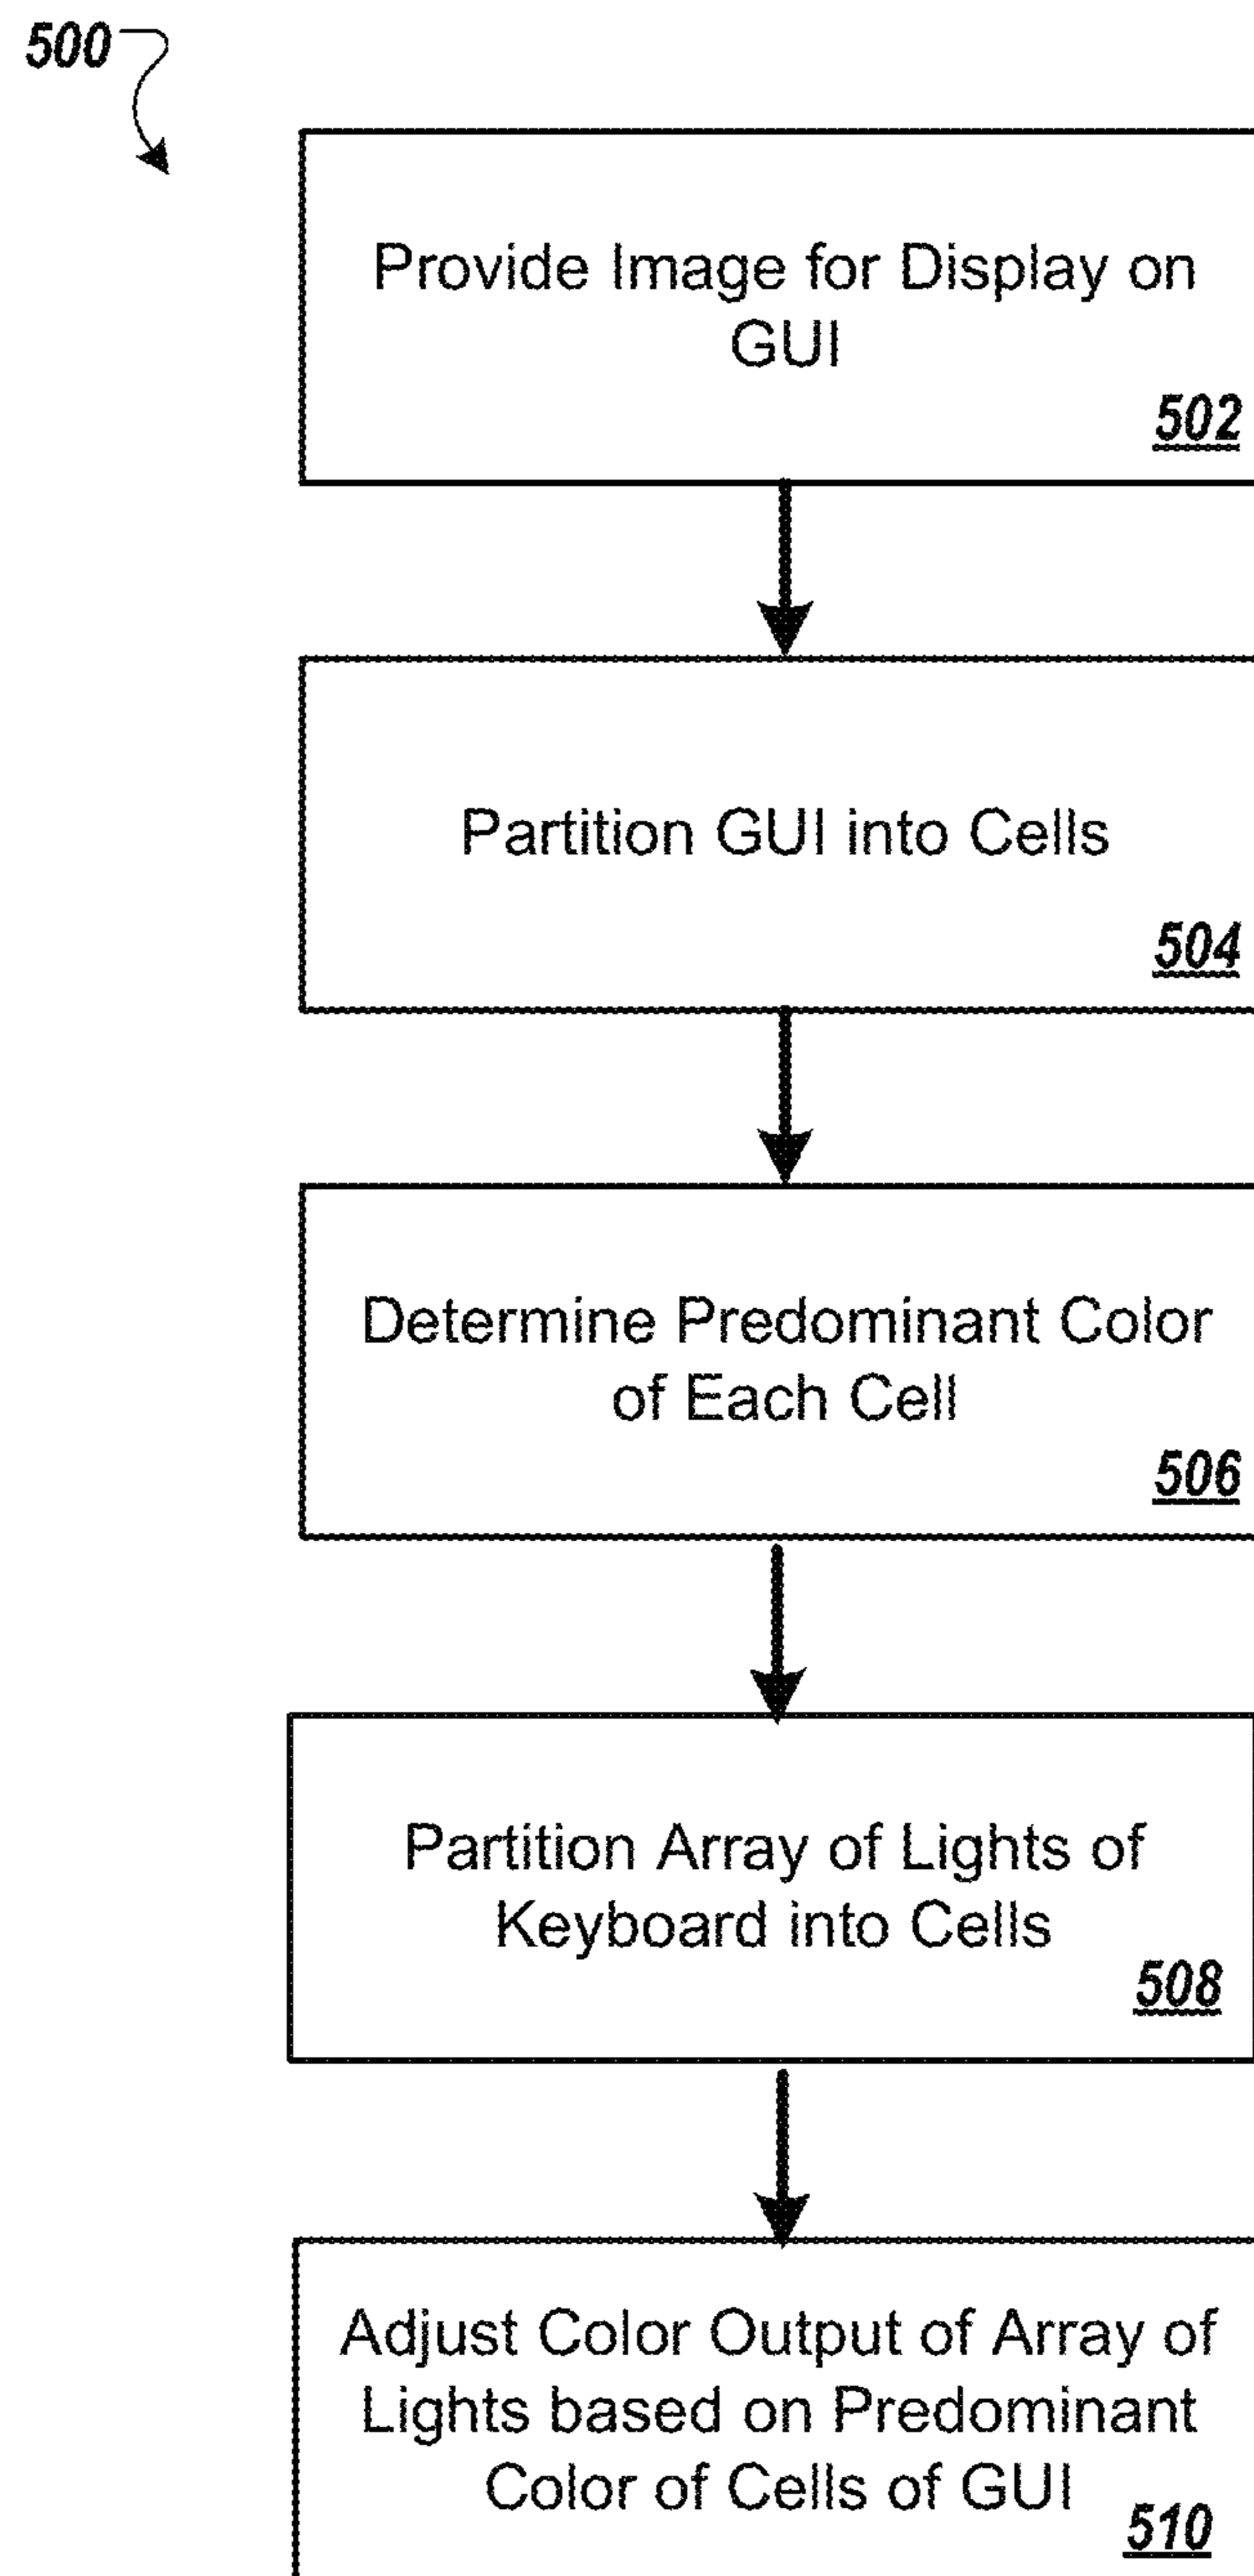 500
Provide Image for Display on
GUI
502
Partition GUI into Cells
504
Determine Predominant Color
of Each Cell
506
Partition Array of Lights of
Keyboard into Cells
508
Adjust Color Output of Array of
Lights based on Predominant
Color of Cells of GUI
510